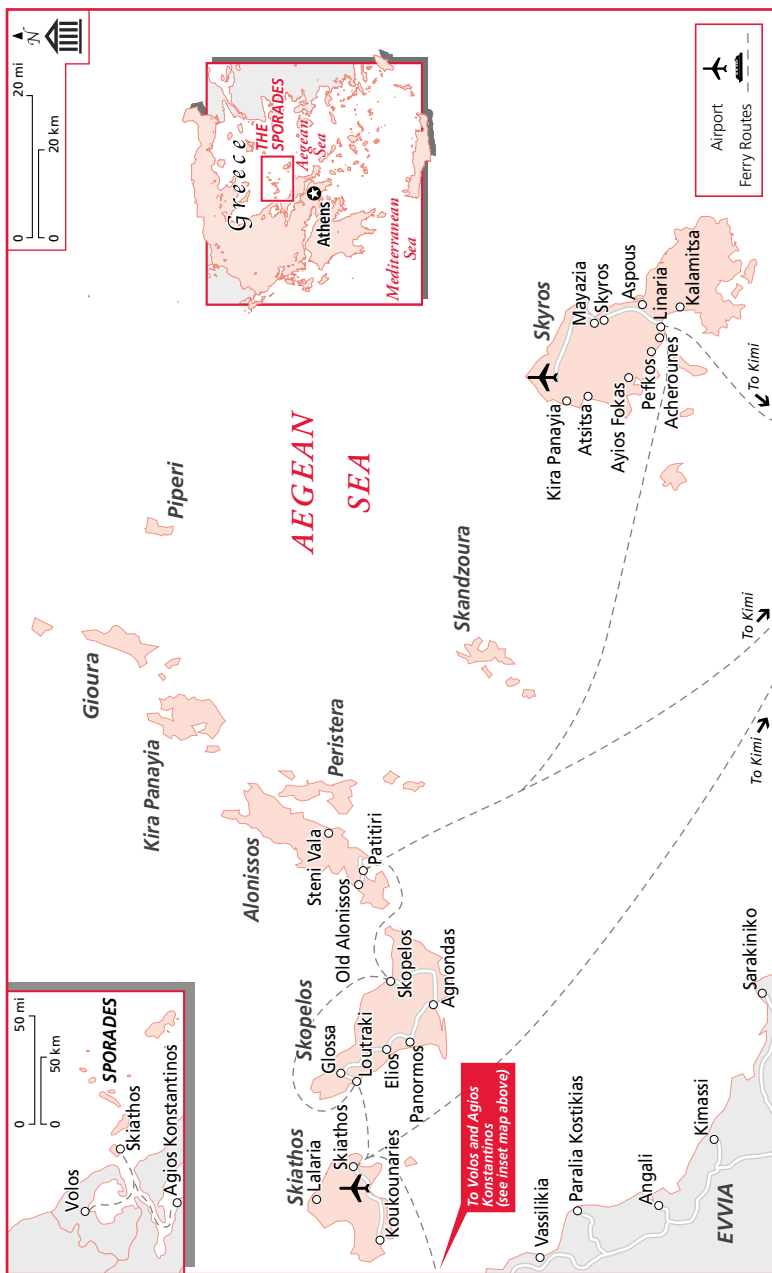 0
50 mi
0
50 km
Volos
SPORADES
Skiathos
Agios Konstantinos
0
20 mi
0
20 km
N
Greece
THE
SPORADES
Aegean
Sea
Athens
Mediterranean
Sea
Gioura
Piperi
Kira Panayia
AEGEAN
SEA
Alonissos
Steni Vala
Peristera
Old Alonissos
Patitiri
Skandzoura
Skiathos
Lalaria
Skiathos
Koukounaries
Skopelos
Glossa
Loutraki
Elios
Panormos
Skopelos
Agnondas
Skyros
Mayazia
Skyros
Aspous
Linaria
Kalamitsa
Kira Panayia
Atsitsa
Ayios Fokas
Pefkos
Acherounes
To Volos and Agios
Konstantinos
(see inset map above)
Vassilikia
Paralia Kostikias
Angali
Kimassi
Sarakiniko
EVVIA
To Kimi
To Kimi
To Kimi
Airport
Ferry Routes